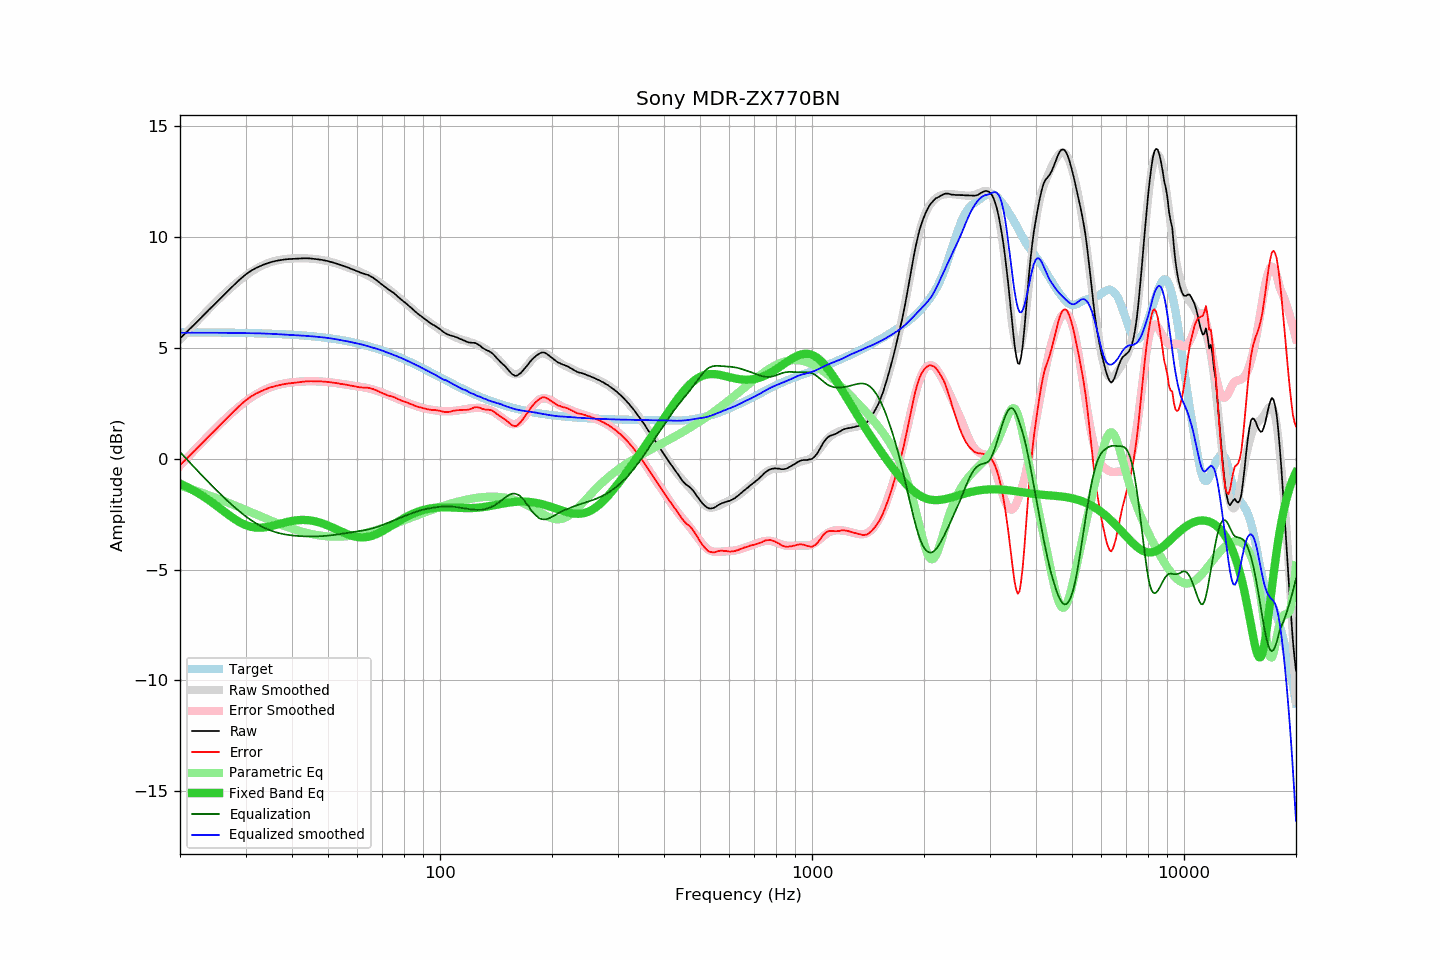 Sony MDR-ZX770BN
15
10
5
0
−5
−10
−15
Amplitude (dBr)
Target
Raw Smoothed
Error Smoothed
Raw
Error
Parametric Eq
Fixed Band Eq
Equalization
Equalized smoothed
100
1000
10000
Frequency (Hz)